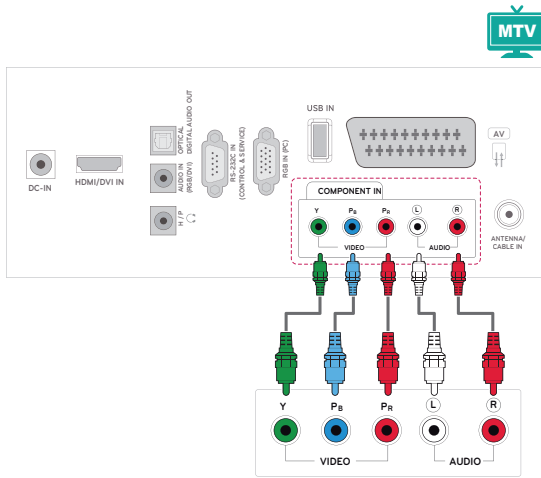 MTV
USB IN
AV
OPTICAL
DIGITAL AUDIO OUT
AUDIO IN
(RGB/DVI)
H / P
RS-232C IN
(CONTROL & SERVICE)
RGB IN (PC)
DC-IN
HDMI/DVI IN
COMPONENT IN
Y PB PR L R
VIDEO AUDIO
ANTENNA/
CABLE IN
Y PB PR L R
VIDEO AUDIO